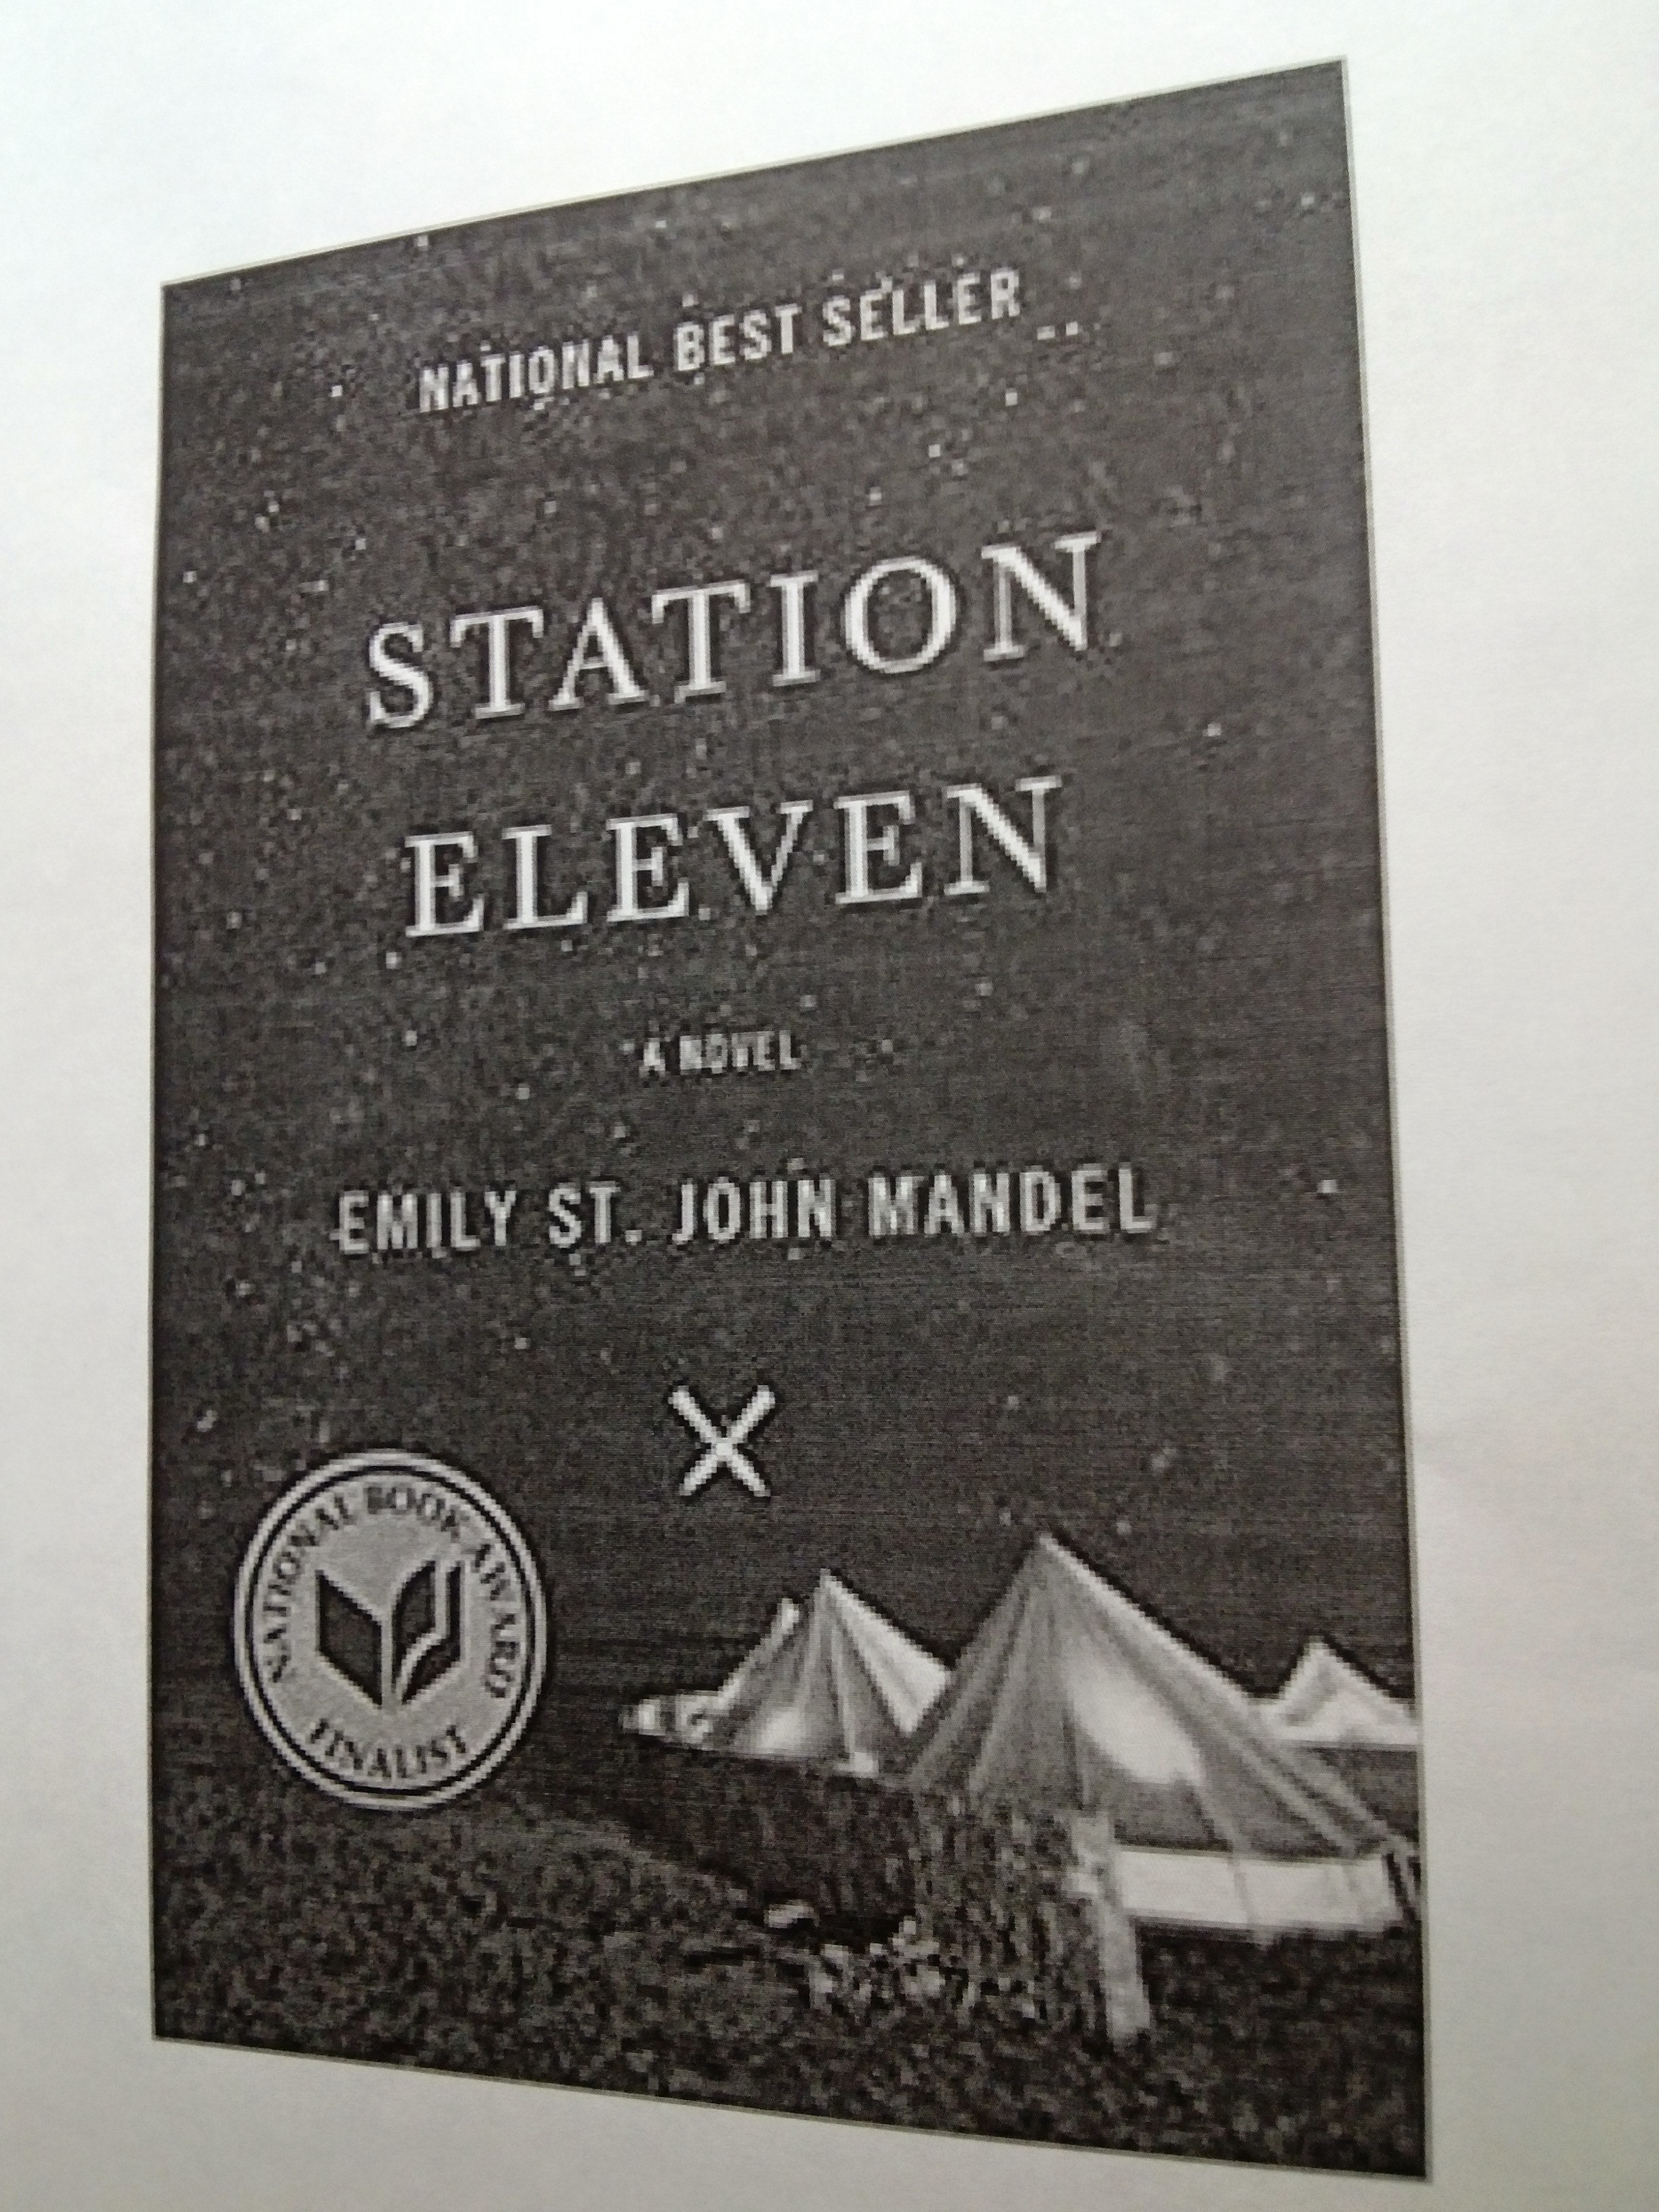 NATIONAL BEST SELLER
STATION
ELEVEN
A NOVEL
EMILY ST. JOHN MANDEL
NATIONAL BOOK AWARD
FINALIST